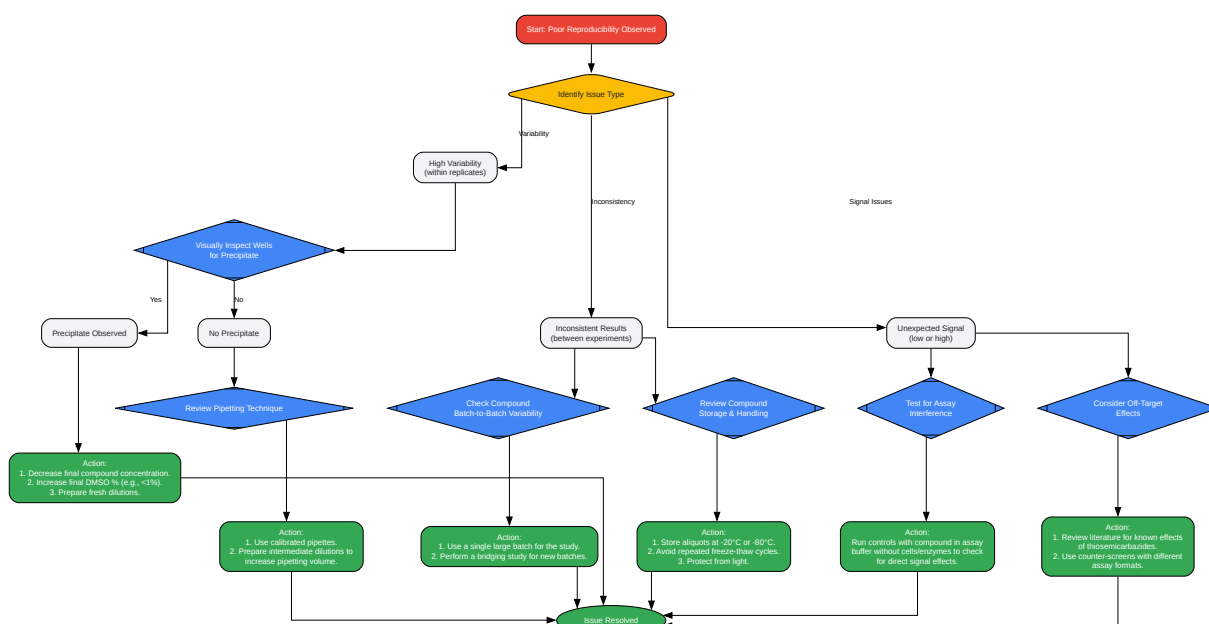 Start: Poor Reproducibility Observed
Identify Issue Type
Variability
High Variability
(within replicates)
Inconsistency
Signal Issues
Visually Inspect Wells
for Precipitate
Yes
No
Precipitate Observed
No Precipitate
Inconsistent Results
(between experiments)
Unexpected Signal
(low or high)
Review Pipetting Technique
Check Compound
Batch-to-Batch Variability
Review Compound
Storage & Handling
Test for Assay
Interference
Consider Off-Target
Effects
Action:
1. Decrease final compound concentration.
2. Increase final DMSO % (e.g., <1%).
3. Prepare fresh dilutions.
Action:
1. Use calibrated pipettes.
2. Prepare intermediate dilutions to
increase pipetting volume.
Action:
1. Use a single large batch for the study.
2. Perform a bridging study for new batches.
Action:
1. Store aliquots at -20°C or -80°C.
2. Avoid repeated freeze-thaw cycles.
3. Protect from light.
Action:
Run controls with compound in assay
buffer without cells/enzymes to check
for direct signal effects.
Action:
1. Review literature for known effects
of thiosemicarbazides.
2. Use counter-screens with different
assay formats.
Issue Resolved